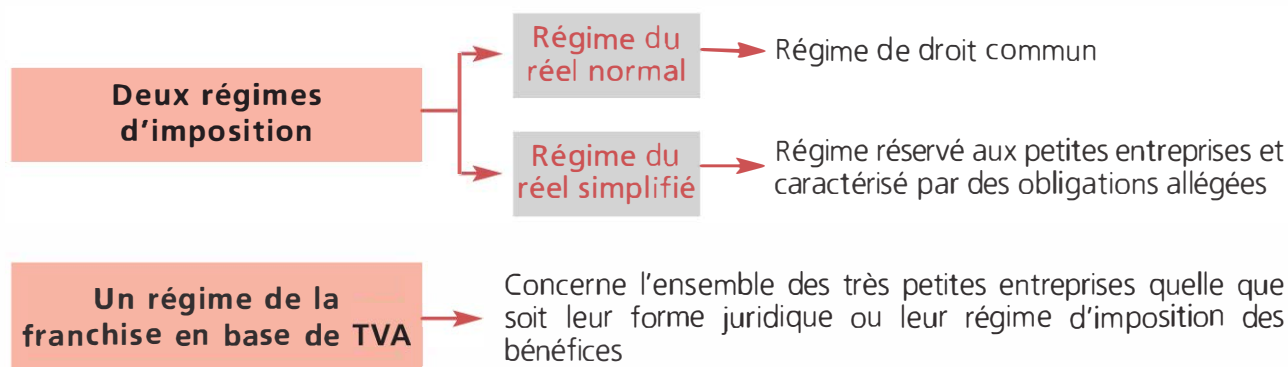 Deux régimes
d'imposition
Régime du
réel normal
Régime de droit commun
Régime du
réel simplifié
Régime réservé aux petites entreprises et
caractérisé par des obligations allégées
Un régime de la
franchise en base de TVA
Concerne l'ensemble des très petites entreprises quelle que
soit leur forme juridique ou leur régime d'imposition des
bénéfices